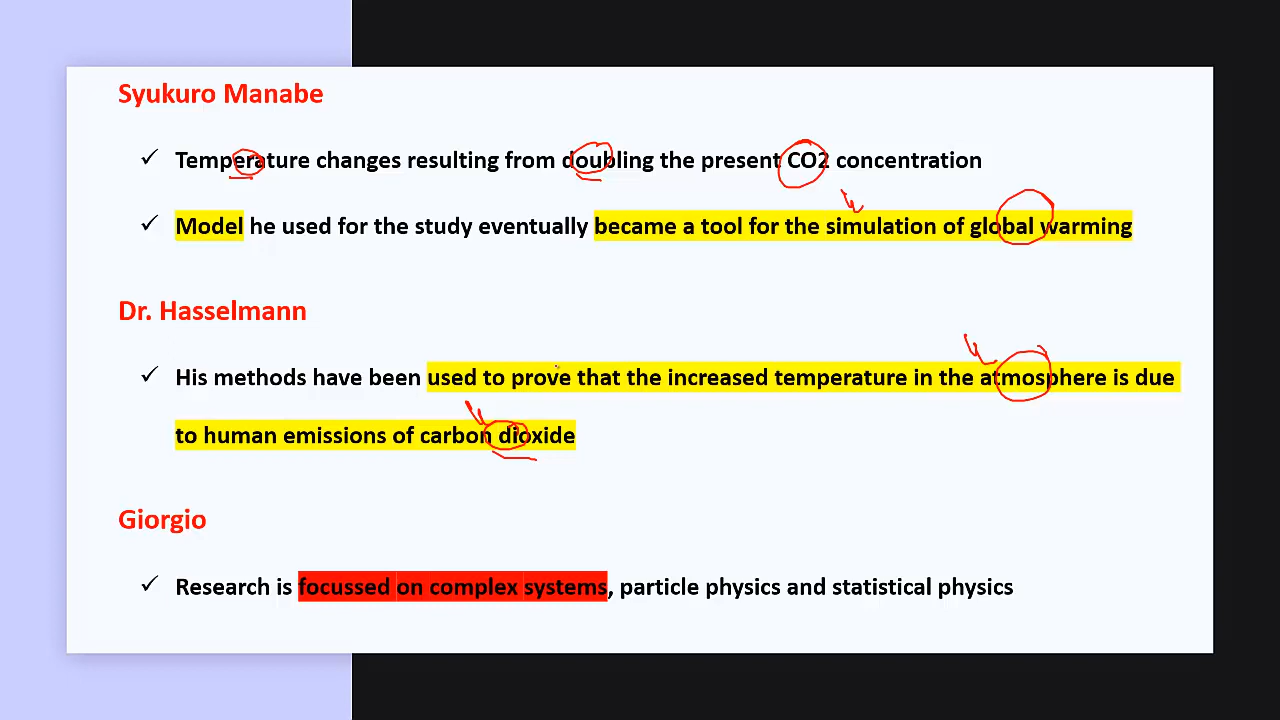 Syukuro Manabe
✓ Temperature changes resulting from doubling the present CO2 concentration
✓ Model he used for the study eventually became a tool for the simulation of global warming
Dr. Hasselmann
✓ His methods have been used to prove that the increased temperature in the atmosphere is due
to human emissions of carbon dioxide
Giorgio
✓ Research is focussed on complex systems, particle physics and statistical physics